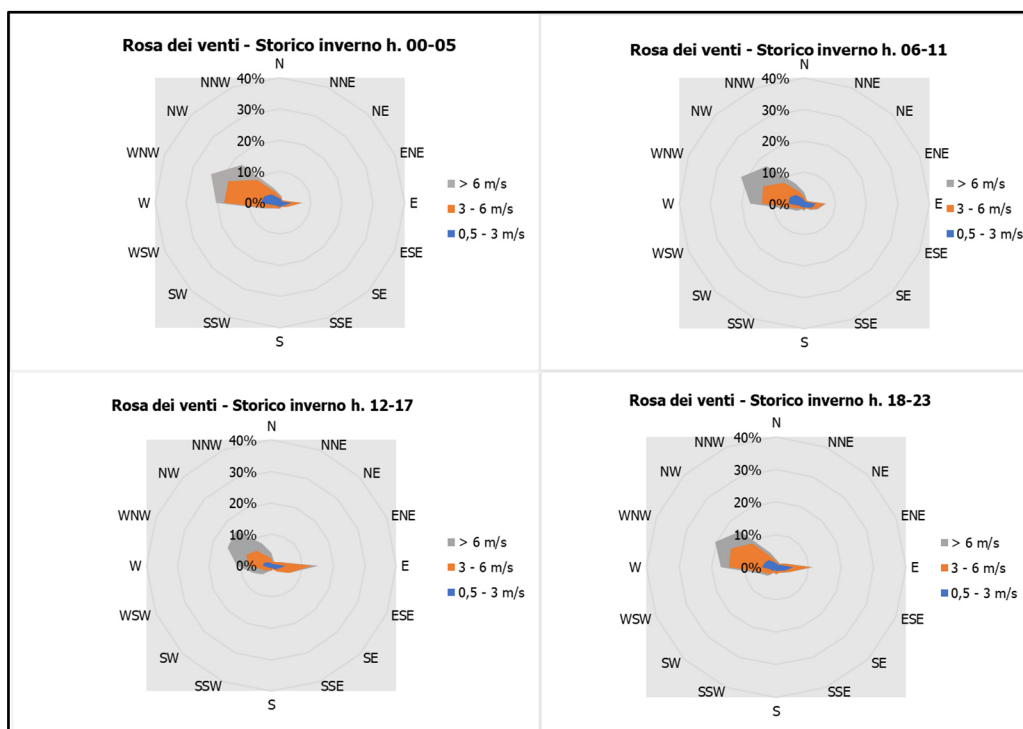 Rosa dei venti - Storico inverno h. 00-05
N
NNE
NE
ENE
E
ESE
SE
SSE
S
SSW
SW
WSW
W
WNW
NW
NNW
40%
30%
20%
10%
0%
> 6 m/s
3 - 6 m/s
0,5 - 3 m/s
Rosa dei venti - Storico inverno h. 06-11
N
NNE
NE
ENE
E
ESE
SE
SSE
S
SSW
SW
WSW
W
WNW
NW
NNW
40%
30%
20%
10%
0%
> 6 m/s
3 - 6 m/s
0,5 - 3 m/s
Rosa dei venti - Storico inverno h. 12-17
N
NNE
NE
ENE
E
ESE
SE
SSE
S
SSW
SW
WSW
W
WNW
NW
NNW
40%
30%
20%
10%
0%
> 6 m/s
3 - 6 m/s
0,5 - 3 m/s
Rosa dei venti - Storico inverno h. 18-23
N
NNE
NE
ENE
E
ESE
SE
SSE
S
SSW
SW
WSW
W
WNW
NW
NNW
40%
30%
20%
10%
0%
> 6 m/s
3 - 6 m/s
0,5 - 3 m/s